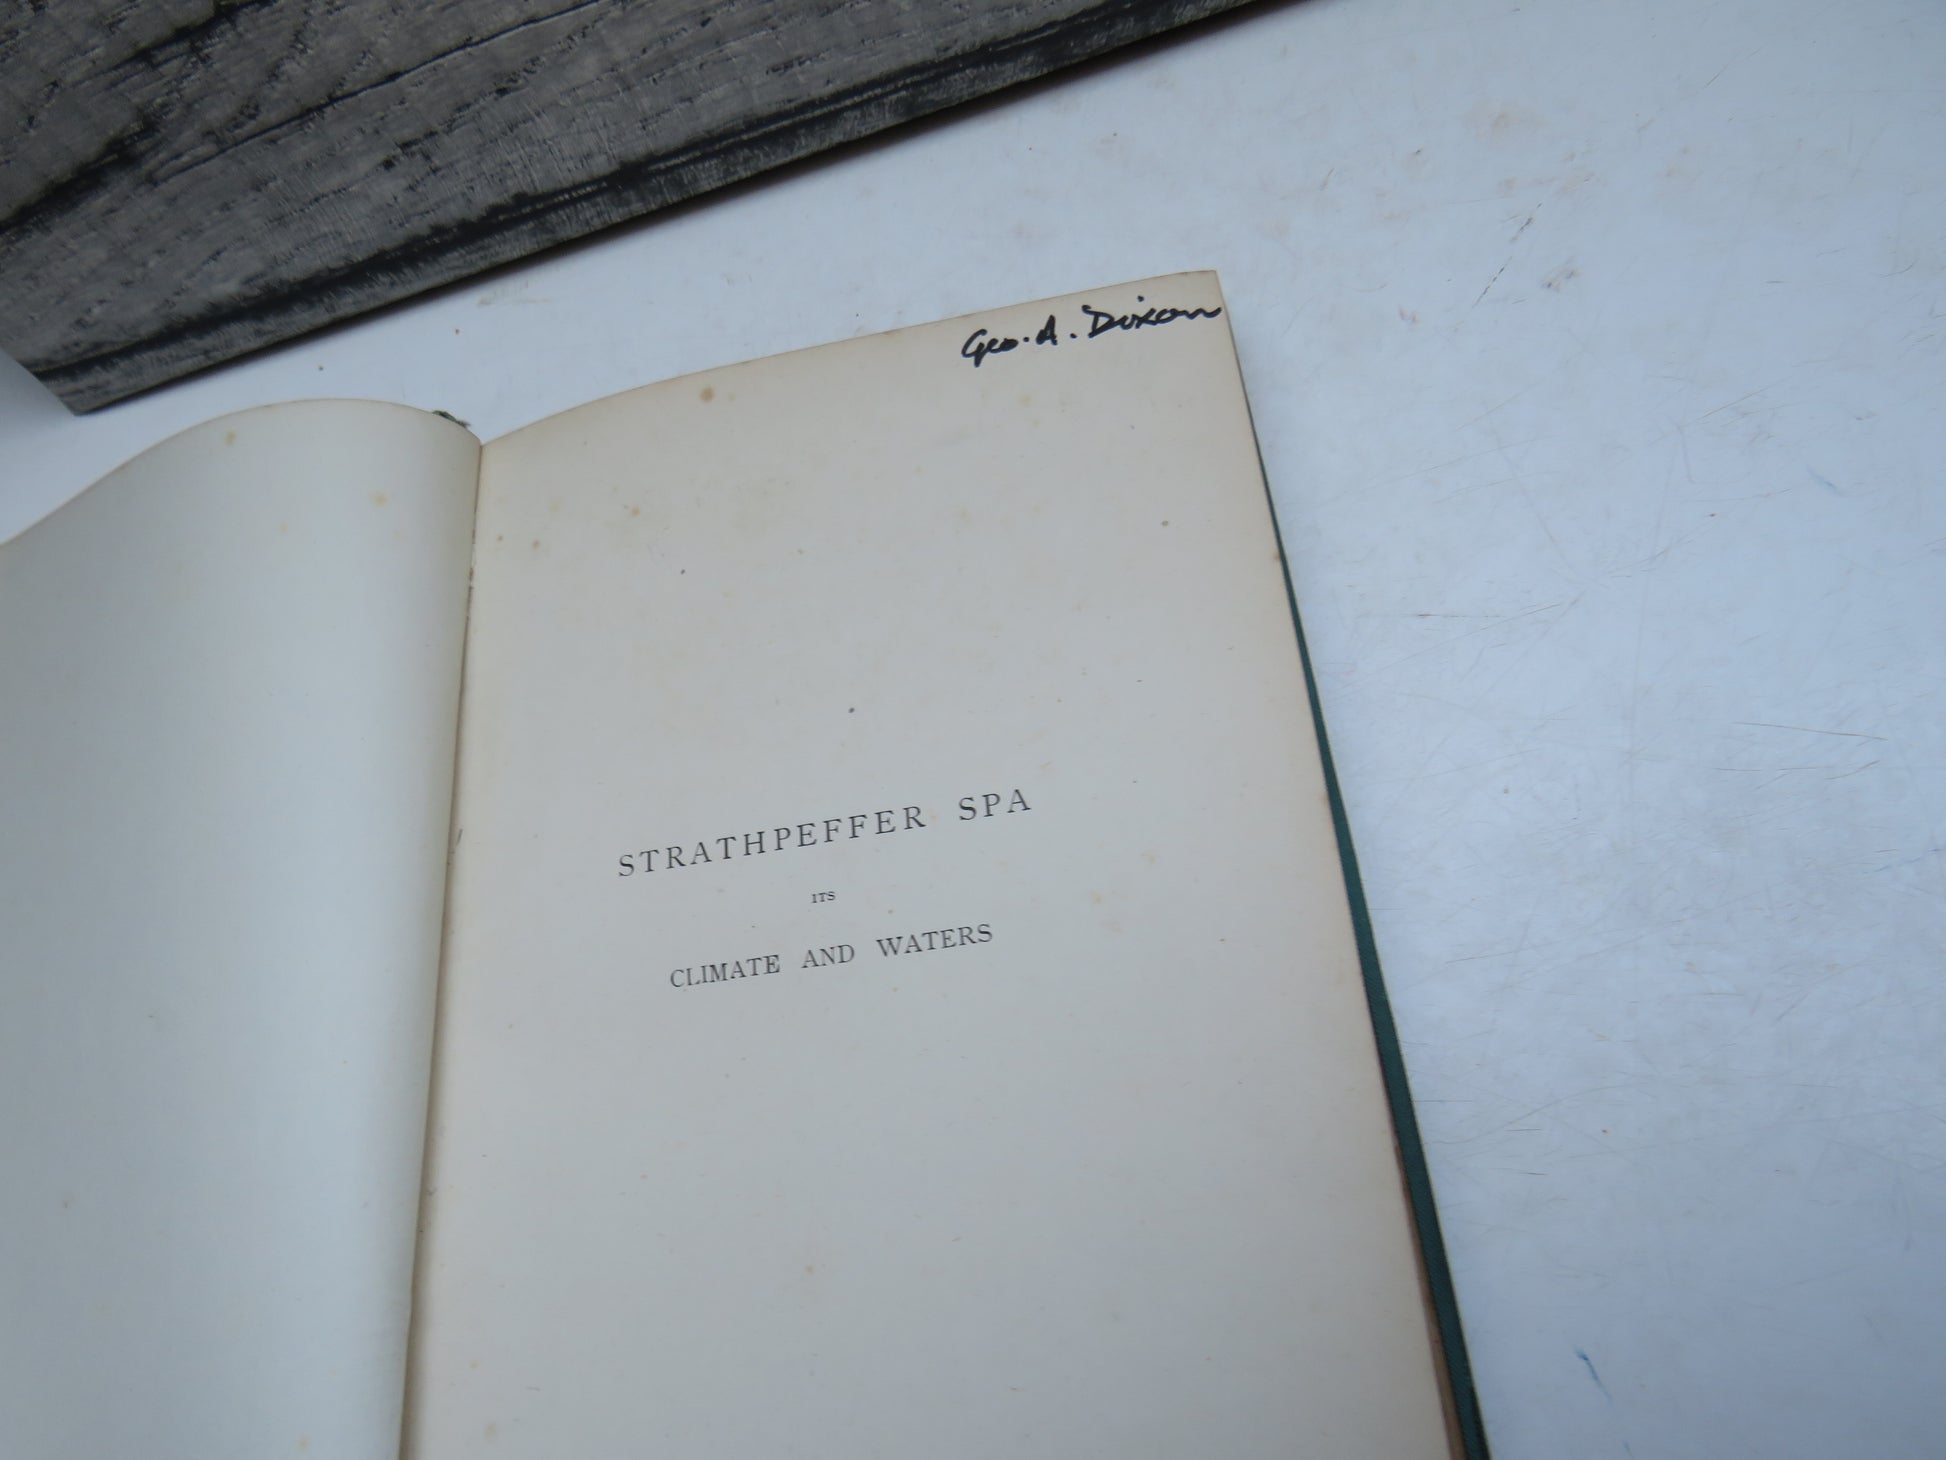 Geo. A. Dixon
STRATHPEFFER SPA
ITS
CLIMATE AND WATERS